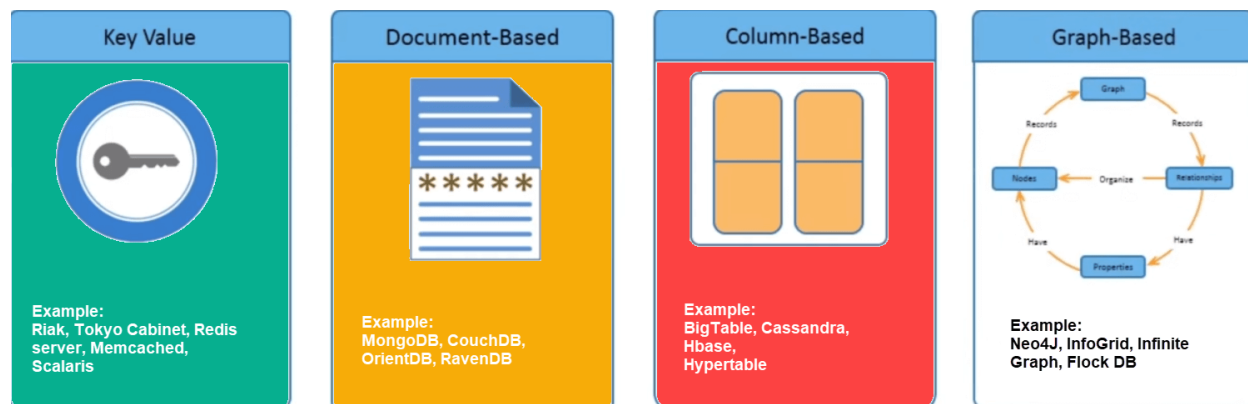 Key Value
Example:
Riak, Tokyo Cabinet, Redis
server, Memcached,
Scalaris
Document-Based
*****
Example:
MongoDB, CouchDB,
OrientDB, RavenDB
Column-Based
Example:
BigTable, Cassandra,
Hbase,
Hypertable
Graph-Based
Graph
Records
Records
Nodes
Organise
Relationships
Have
Have
Properties
Example:
Neo4J, InfoGrid, Infinite
Graph, Flock DB